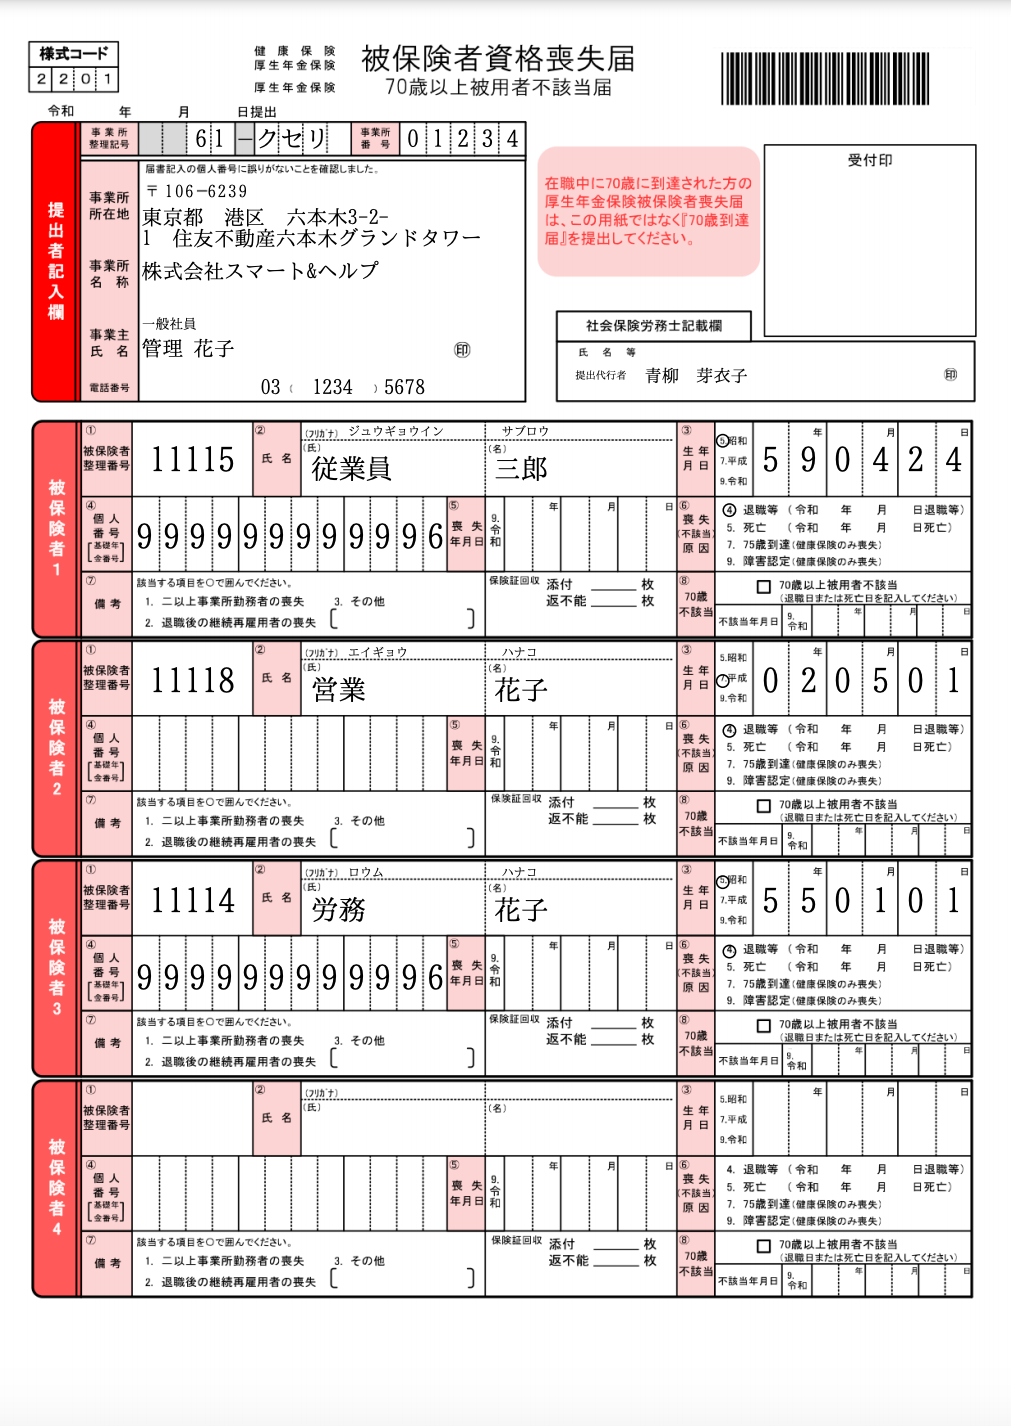 様式コード
2 2 0 1
健康保険
厚生年金保険
厚生年金保険
被保険者資格喪失届
70歳以上被用者不該当届
令和 年 月 日提出
提出者記入欄
事業所整理記号 61-クセリ 事業所番号 01234
届書記入の個人番号に誤りがないことを確認しました。
事業所所在地
〒106-6239
東京都 港区 六本木3-2-
1 住友不動産六本木グランドタワー
事業所名称 株式会社スマート&ヘルプ
一般社員
事業主氏名 管理 花子 ㊞
電話番号 03 ( 1234 ) 5678
在職中に70歳に到達された方の
厚生年金保険被保険者喪失届
は、この用紙ではなく『70歳到達
届』を提出してください。
受付印
社会保険労務士記載欄
氏名等
提出代行者 青柳 芽衣子 ㊞
被保険者1
① 被保険者整理番号 11115 ② 氏名 (フリガナ) ジュウギョウイン サブロウ
(氏) 従業員 (名) 三郎
③ 生年月日 5.昭和 7.平成 9.令和 年 月 日 590424
④ 個人番号[基礎年金番号] 999999999996 ⑤ 喪失年月日 9.令和 年 月 日
⑥ 喪失(不該当)原因
④ 退職等 (令和 年 月 日退職等)
5. 死亡 (令和 年 月 日死亡)
7. 75歳到達(健康保険のみ喪失)
9. 障害認定(健康保険のみ喪失)
⑦ 備考 該当する項目を○で囲んでください。
1. 二以上事業所勤務者の喪失 3. その他
2. 退職後の継続再雇用者の喪失 [ ]
保険証回収 添付 枚
返不能 枚
⑧ 70歳不該当 □ 70歳以上被用者不該当
(退職日または死亡日を記入してください)
不該当年月日 9.令和 年 月 日
被保険者2
① 被保険者整理番号 11118 ② 氏名 (フリガナ) エイギョウ ハナコ
(氏) 営業 (名) 花子
③ 生年月日 5.昭和 7.平成 9.令和 年 月 日 020501
④ 個人番号[基礎年金番号] ⑤ 喪失年月日 9.令和 年 月 日
⑥ 喪失(不該当)原因
④ 退職等 (令和 年 月 日退職等)
5. 死亡 (令和 年 月 日死亡)
7. 75歳到達(健康保険のみ喪失)
9. 障害認定(健康保険のみ喪失)
⑦ 備考 該当する項目を○で囲んでください。
1. 二以上事業所勤務者の喪失 3. その他
2. 退職後の継続再雇用者の喪失 [ ]
保険証回収 添付 枚
返不能 枚
⑧ 70歳不該当 □ 70歳以上被用者不該当
(退職日または死亡日を記入してください)
不該当年月日 9.令和 年 月 日
被保険者3
① 被保険者整理番号 11114 ② 氏名 (フリガナ) ロウム ハナコ
(氏) 労務 (名) 花子
③ 生年月日 5.昭和 7.平成 9.令和 年 月 日 550101
④ 個人番号[基礎年金番号] 999999999996 ⑤ 喪失年月日 9.令和 年 月 日
⑥ 喪失(不該当)原因
④ 退職等 (令和 年 月 日退職等)
5. 死亡 (令和 年 月 日死亡)
7. 75歳到達(健康保険のみ喪失)
9. 障害認定(健康保険のみ喪失)
⑦ 備考 該当する項目を○で囲んでください。
1. 二以上事業所勤務者の喪失 3. その他
2. 退職後の継続再雇用者の喪失 [ ]
保険証回収 添付 枚
返不能 枚
⑧ 70歳不該当 □ 70歳以上被用者不該当
(退職日または死亡日を記入してください)
不該当年月日 9.令和 年 月 日
被保険者4
① 被保険者整理番号 ② 氏名 (フリガナ)
(氏) (名)
③ 生年月日 5.昭和 7.平成 9.令和 年 月 日
④ 個人番号[基礎年金番号] ⑤ 喪失年月日 9.令和 年 月 日
⑥ 喪失(不該当)原因
4. 退職等 (令和 年 月 日退職等)
5. 死亡 (令和 年 月 日死亡)
7. 75歳到達(健康保険のみ喪失)
9. 障害認定(健康保険のみ喪失)
⑦ 備考 該当する項目を○で囲んでください。
1. 二以上事業所勤務者の喪失 3. その他
2. 退職後の継続再雇用者の喪失 [ ]
保険証回収 添付 枚
返不能 枚
⑧ 70歳不該当 □ 70歳以上被用者不該当
(退職日または死亡日を記入してください)
不該当年月日 9.令和 年 月 日